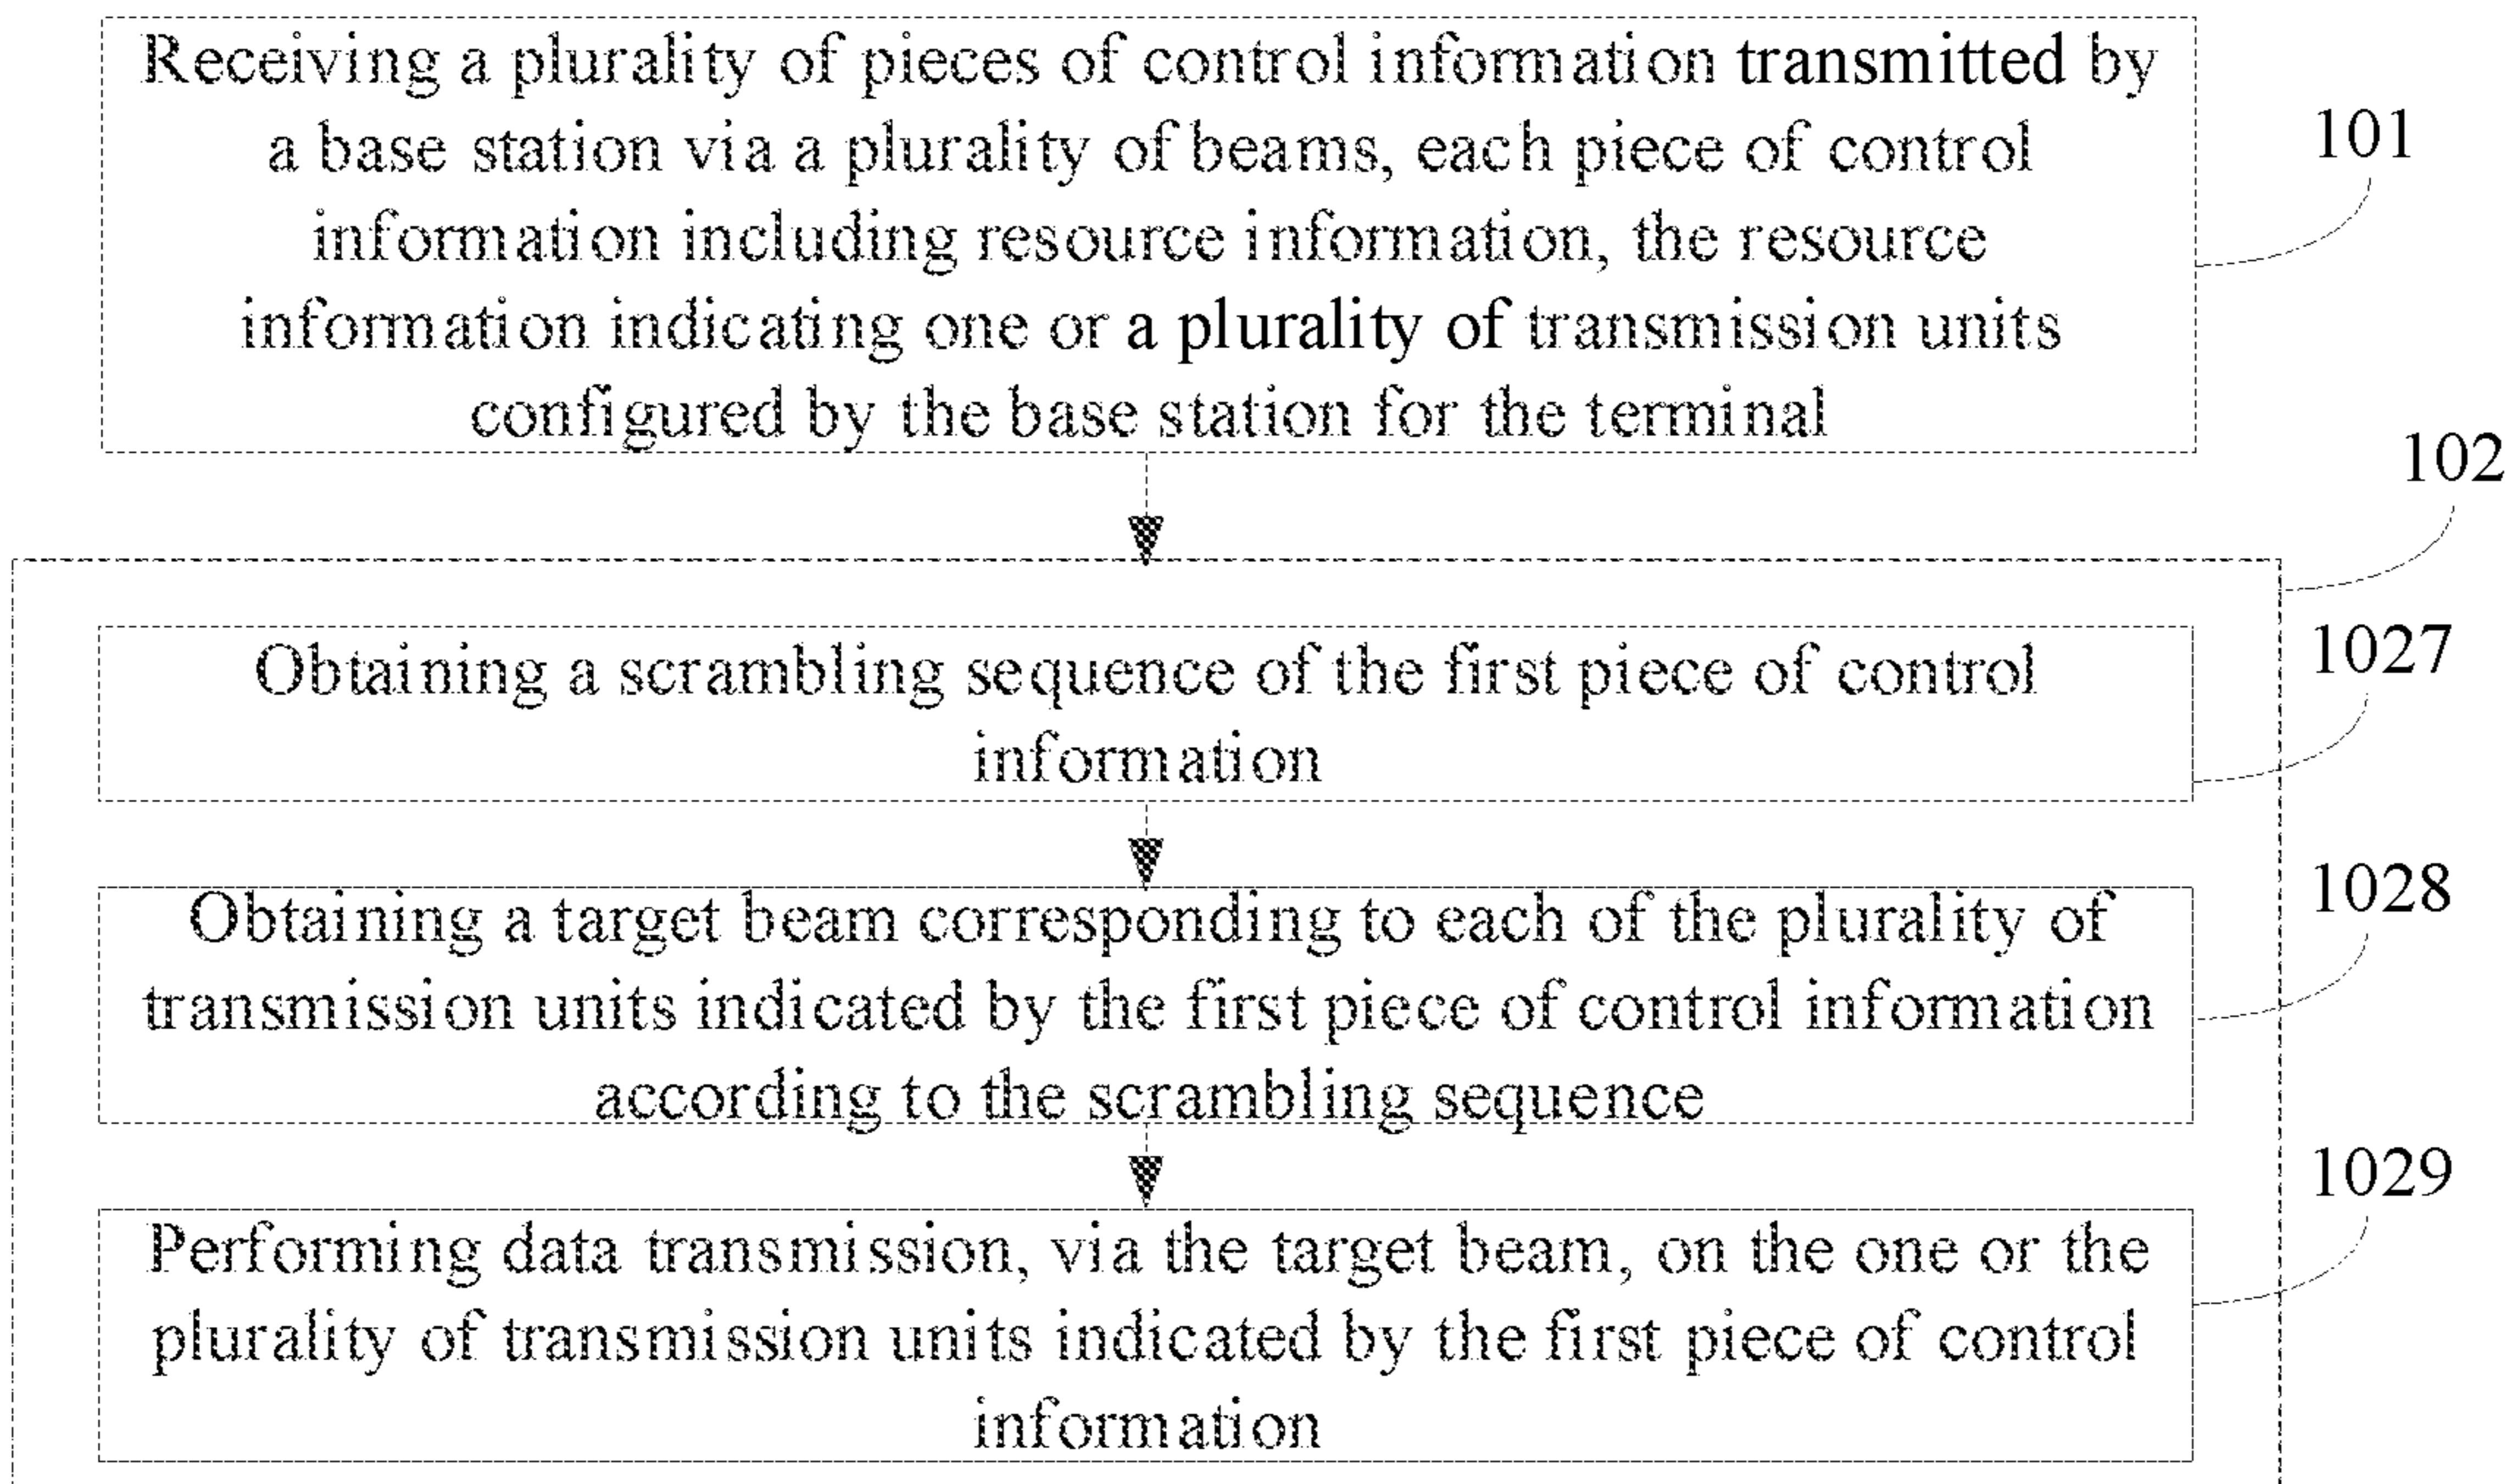 Receiving a plurality of pieces of control information transmitted by
a base station via a plurality of beams, each piece of control
information including resource information, the resource
information indicating one or a plurality of transmission units
configured by the base station for the terminal
101
102
Obtaining a scrambling sequence of the first piece of control
information
1027
Obtaining a target beam corresponding to each of the plurality of
transmission units indicated by the first piece of control information
according to the scrambling sequence
1028
Performing data transmission, via the target beam, on the one or the
plurality of transmission units indicated by the first piece of control
information
1029